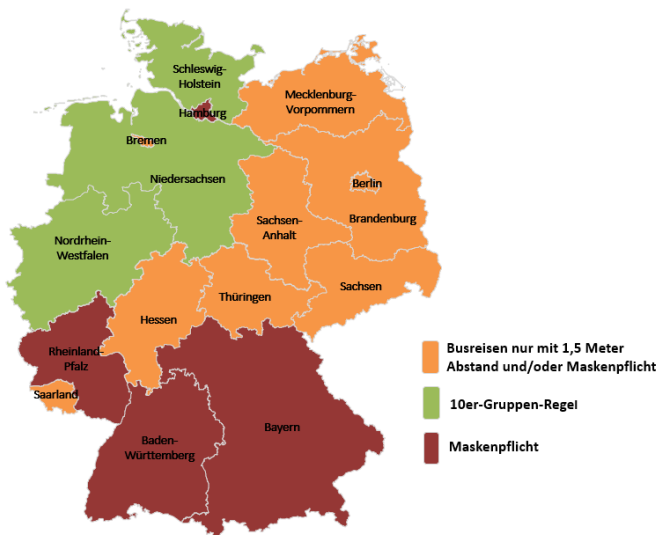 Schleswig-
Holstein
Mecklenburg-
Vorpommern
Hamburg
Bremen
Niedersachsen
Berlin
Brandenburg
Sachsen-
Anhalt
Nordrhein-
Westfalen
Sachsen
Thüringen
Hessen
Rheinland-
Pfalz
Saarland
Baden-
Württemberg
Bayern
Busreisen nur mit 1,5 Meter
Abstand und/oder Maskenpflicht
10er-Gruppen-Regel
Maskenpflicht